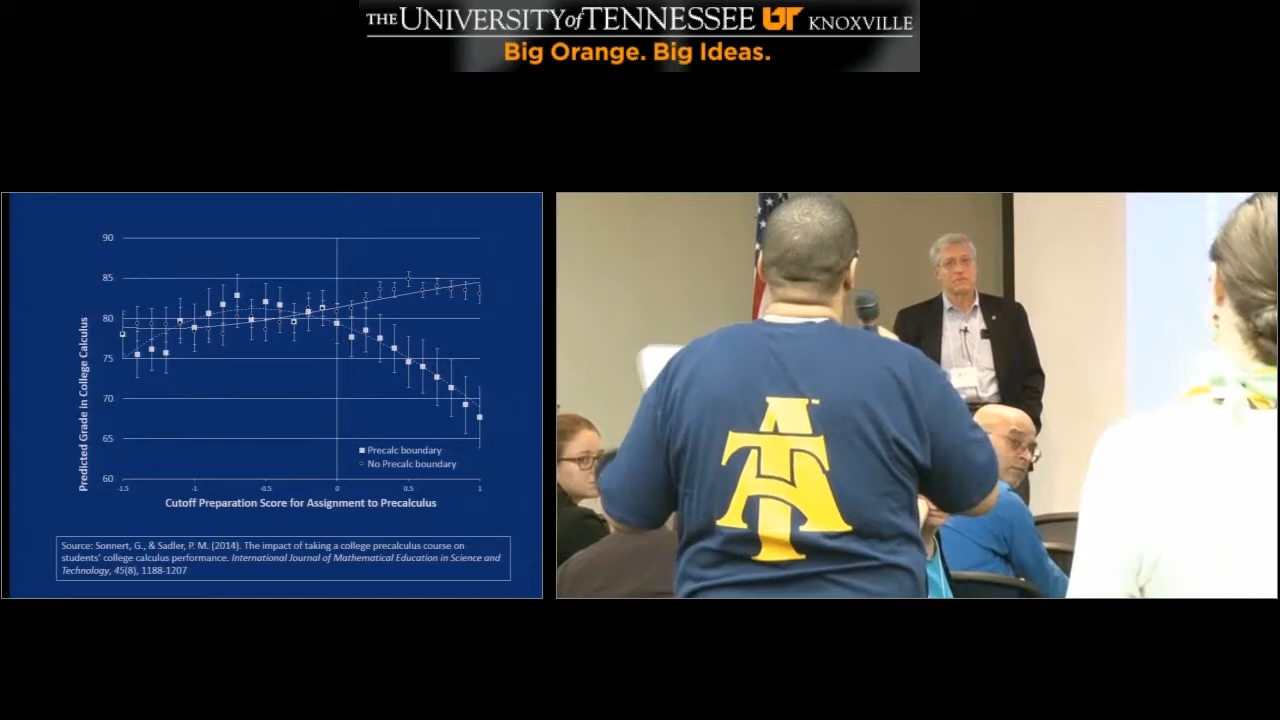 THE UNIVERSITY of TENNESSEE UT KNOXVILLE
Big Orange. Big Ideas.
90
85
80
75
70
65
60
-1.5
-1
-0.5
0
0.5
1
Predicted Grade in College Calculus
Precalc boundary
No Precalc boundary
Cutoff Preparation Score for Assignment to Precalculus
Source: Sonnert, G., & Sadler, P. M. (2014). The impact of taking a college precalculus course on
students' college calculus performance. International Journal of Mathematical Education in Science and
Technology, 45(8), 1188-1207
AT
™